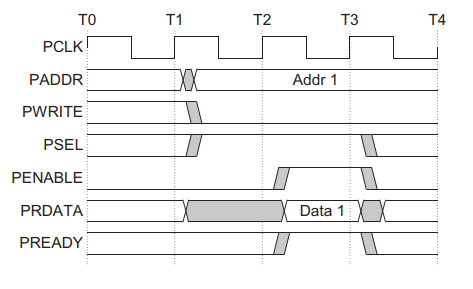 T0 T1 T2 T3 T4
PCLK
PADDR Addr 1
PWRITE
PSEL
PENABLE
PRDATA Data 1
PREADY